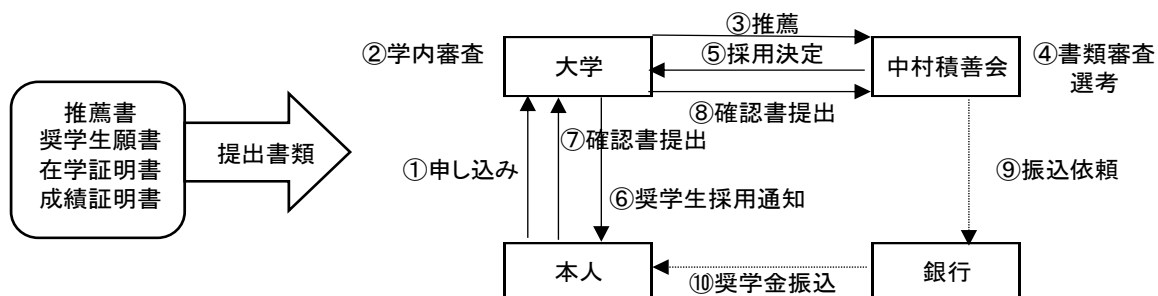 ③推薦
②学内審査
大学
⑤採用決定
中村積善会
④書類審査
選考
⑧確認書提出
推薦書
奨学生願書
在学証明書
成績証明書
提出書類
①申し込み
⑦確認書提出
⑨振込依頼
⑥奨学生採用通知
本人
銀行
⑩奨学金振込